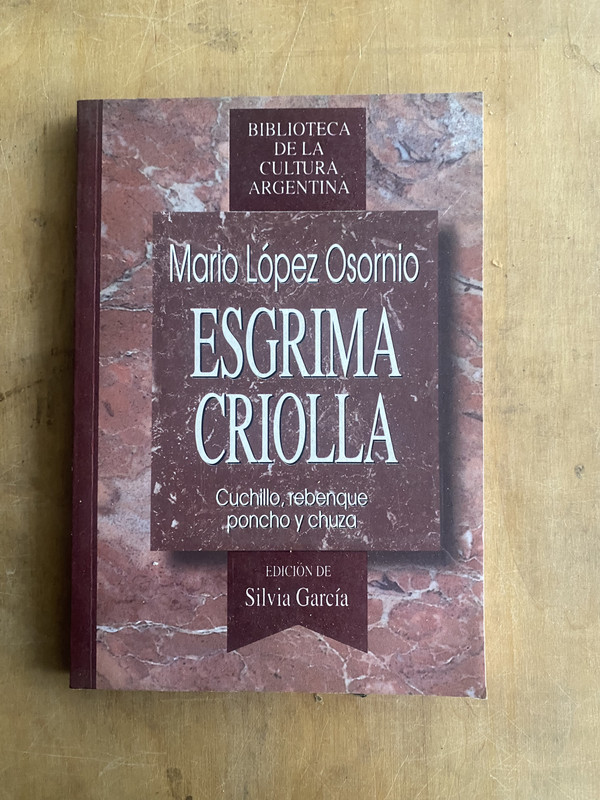 BIBLIOTECA
DE LA
CULTURA
ARGENTINA
Mario López Osornio
ESGRIMA
CRIOLLA
Cuchillo, rebenque
poncho y chuza
EDICIÓN DE
Silvia García